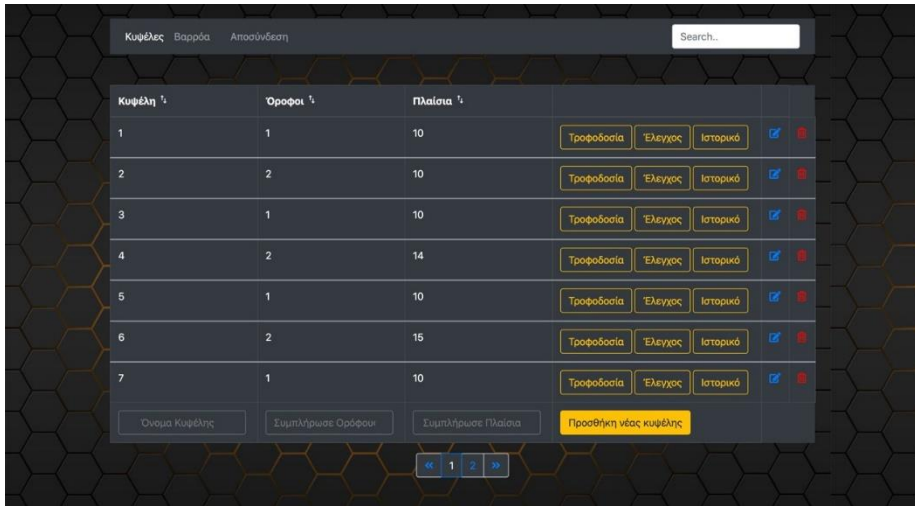 Κυψέλες Βαρρόα Αποσύνδεση Search..
Κυψέλη Όροφοι Πλαίσια
1 1 10 Τροφοδοσία Έλεγχος Ιστορικό
2 2 10 Τροφοδοσία Έλεγχος Ιστορικό
3 1 10 Τροφοδοσία Έλεγχος Ιστορικό
4 2 14 Τροφοδοσία Έλεγχος Ιστορικό
5 1 10 Τροφοδοσία Έλεγχος Ιστορικό
6 2 15 Τροφοδοσία Έλεγχος Ιστορικό
7 1 10 Τροφοδοσία Έλεγχος Ιστορικό
Όνομα Κυψέλης Συμπλήρωσε Ορόφου Συμπλήρωσε Πλαίσια Προσθήκη νέας κυψέλης
« 1 2 »